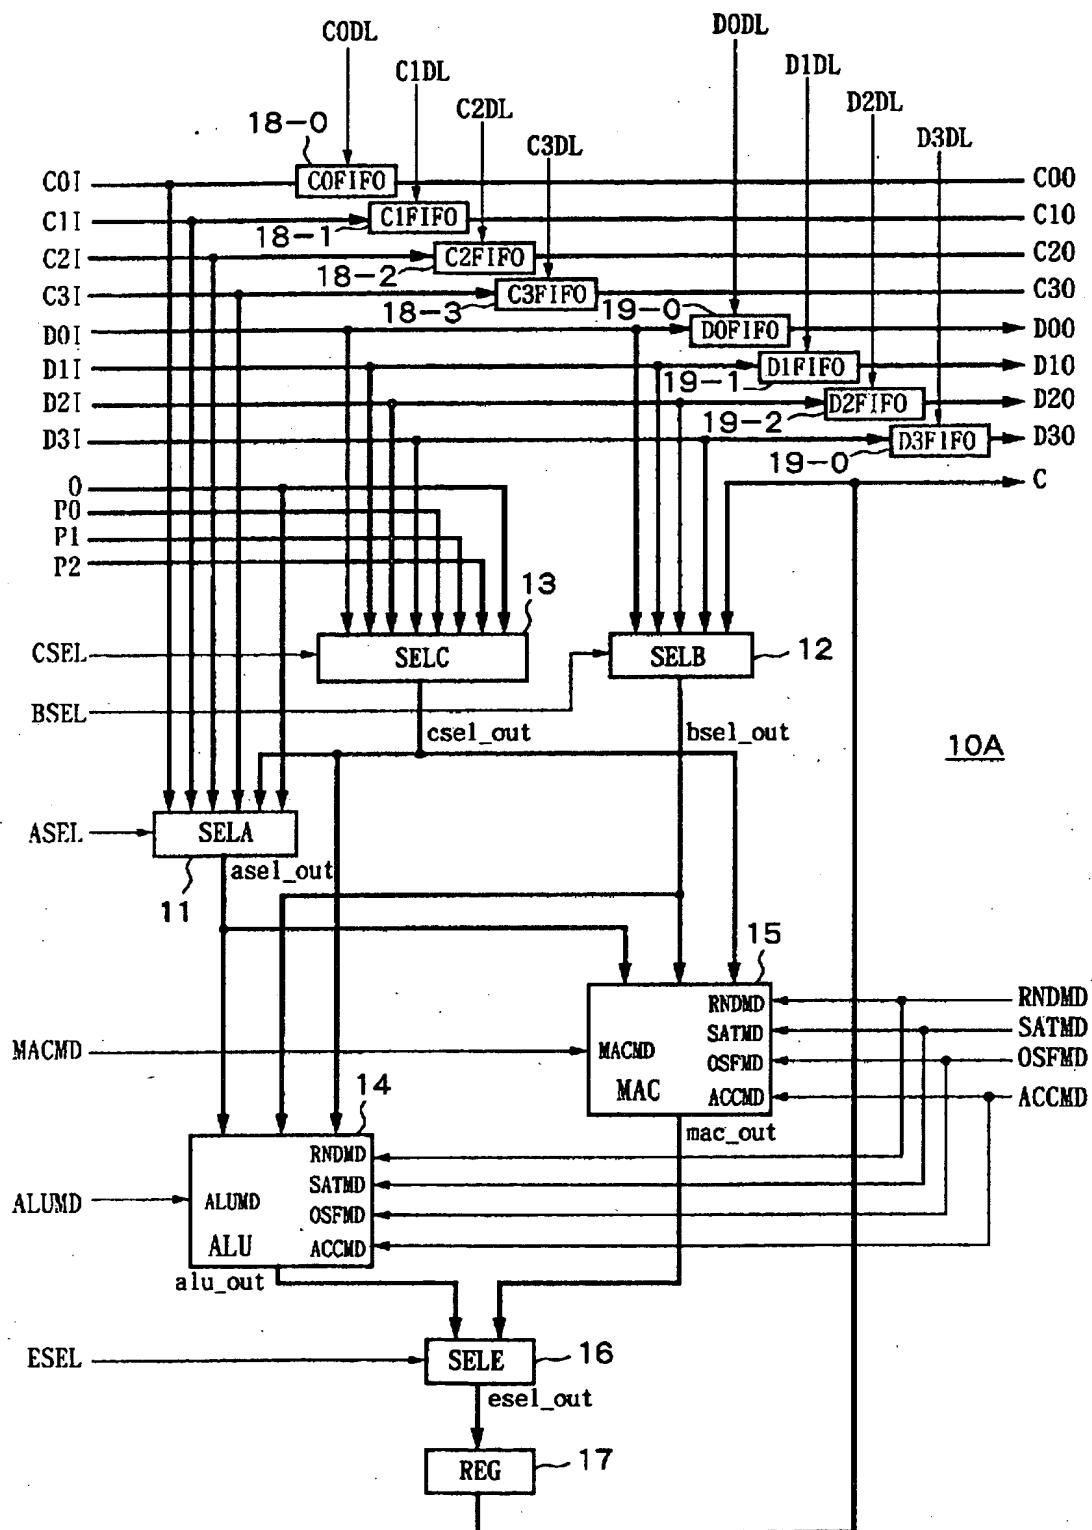 C0DL
D0DL
C1DL
D1DL
C2DL
D2DL
C3DL
D3DL
18-0
C0I
C0FIFO
C00
C1I
C1FIFO
C10
18-1
C2I
C2FIFO
C20
18-2
C3I
C3FIFO
C30
18-3
19-0
D0I
D0FIFO
D00
D1I
D1FIFO
D10
19-1
D2I
D2FIFO
D20
19-2
D3I
D3F1FO
D30
19-0
0
C
P0
P1
P2
13
CSEL
SELC
SELB
12
BSEL
csel_out
bsel_out
10A
ASEL
SELA
asel_out
11
15
RNDMD
RNDMD
SATMD
SATMD
MACMD
MACMD
OSFMD
OSFMD
MAC
ACCMD
ACCMD
14
mac_out
RNDMD
SATMD
ALUMD
ALUMD
OSFMD
ALU
ACCMD
alu_out
ESEL
SELE
16
esel_out
REG
17